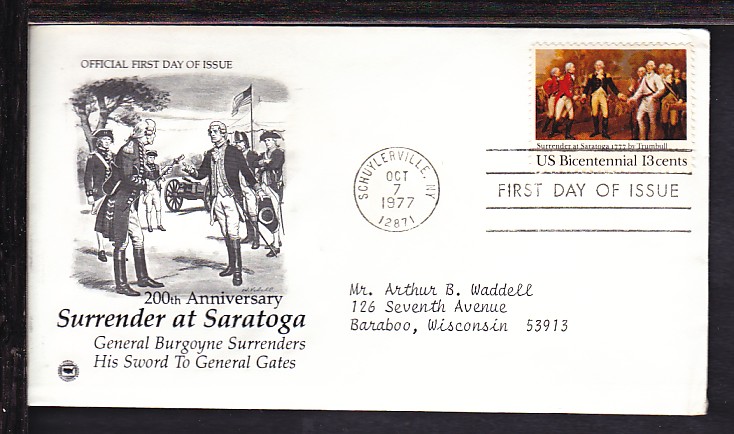 OFFICIAL FIRST DAY OF ISSUE
200th Anniversary
Surrender at Saratoga
General Burgoyne Surrenders
His Sword To General Gates
SCHUYLERVILLE, NY
OCT
7
1977
12871
Surrender at Saratoga 1777 by Trumbull
US Bicentennial 13cents
FIRST DAY OF ISSUE
Mr. Arthur B. Waddell
126 Seventh Avenue
Baraboo, Wisconsin 53913